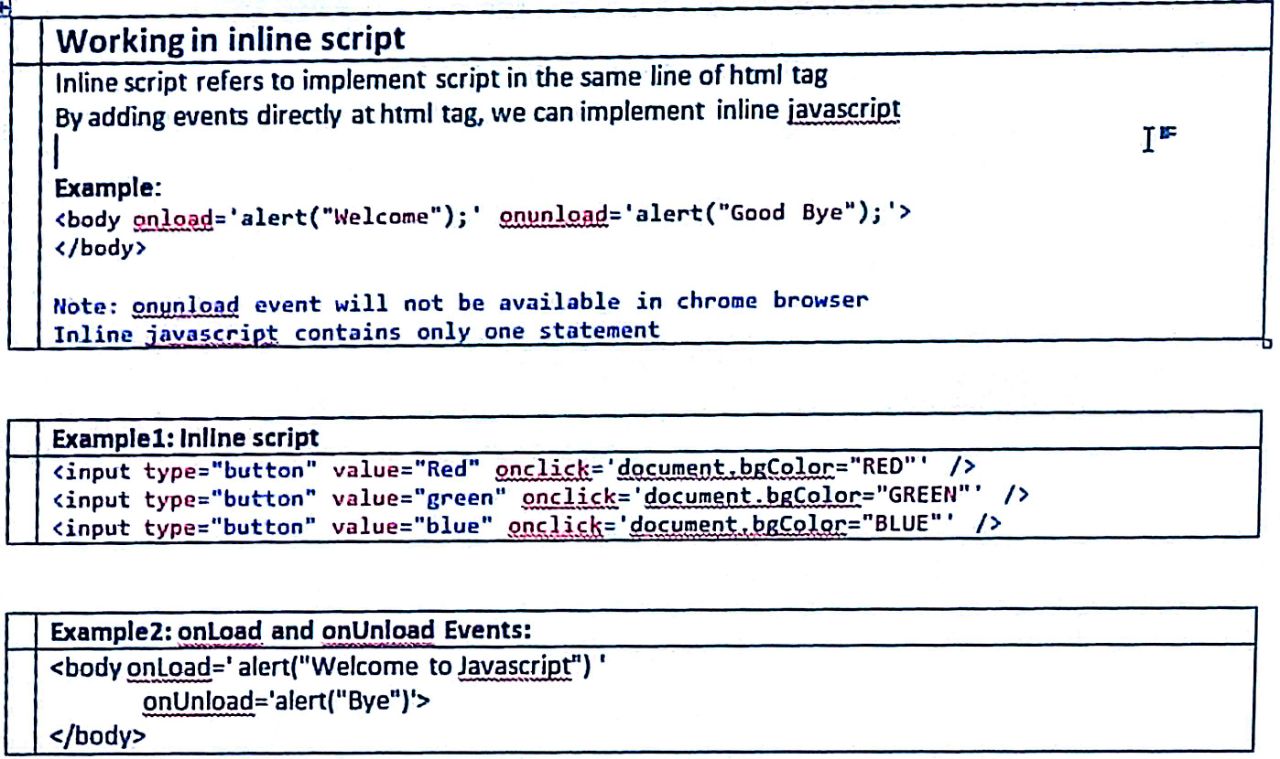 Working in inline script
Inline script refers to implement script in the same line of html tag
By adding events directly at html tag, we can implement inline javascript
Example:
<body onload='alert("Welcome");' onunload='alert("Good Bye");'>
</body>
Note: onunload event will not be available in chrome browser
Inline javascript contains only one statement
Example1: Inline script
<input type="button" value="Red" onclick='document.bgColor="RED"' />
<input type="button" value="green" onclick='document.bgColor="GREEN"' />
<input type="button" value="blue" onclick='document.bgColor="BLUE"' />
Example2: onLoad and onUnload Events:
<body onLoad=' alert("Welcome to Javascript") '
onUnload='alert("Bye")'>
</body>